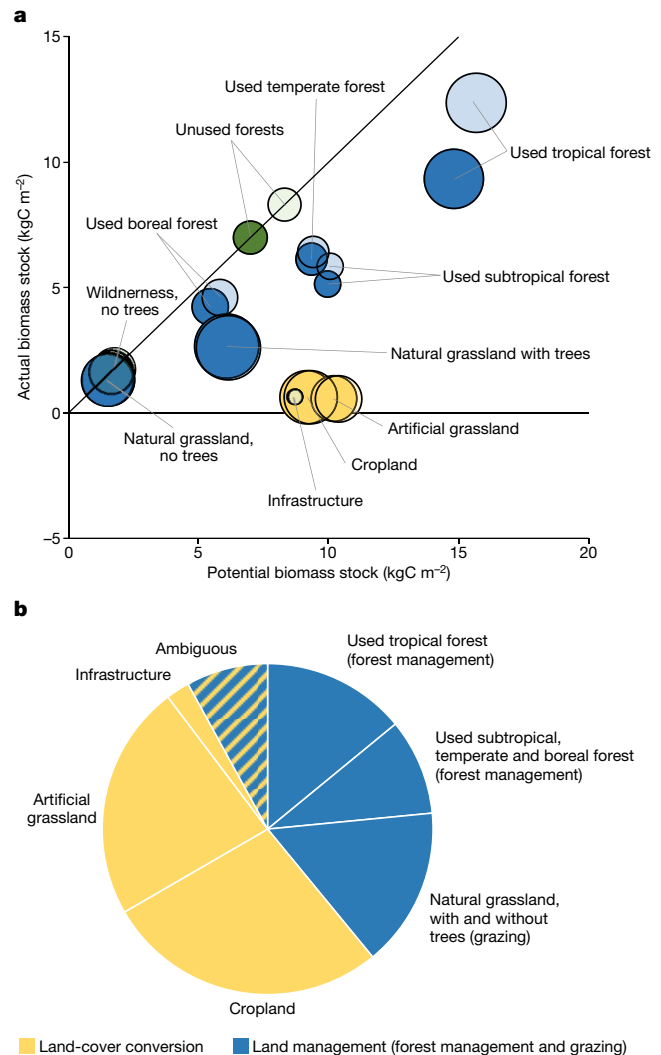 a
15
10
5
0
−5
0
5
10
15
20
Actual biomass stock (kgC m−2)
Potential biomass stock (kgC m−2)
Used temperate forest
Unused forests
Used tropical forest
Used boreal forest
Used subtropical forest
Wildnerness,
no trees
Natural grassland with trees
Artificial grassland
Natural grassland,
no trees
Cropland
Infrastructure
b
Ambiguous
Used tropical forest
(forest management)
Infrastructure
Used subtropical,
temperate and boreal forest
(forest management)
Artificial
grassland
Natural grassland,
with and without
trees (grazing)
Cropland
Land-cover conversion
Land management (forest management and grazing)